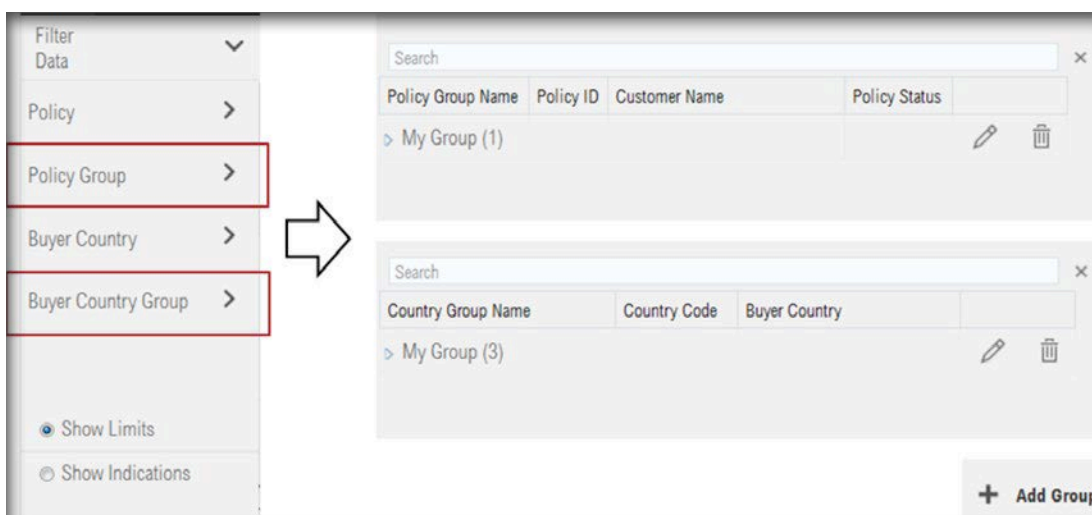 Filter
Data
Policy
Policy Group
Buyer Country
Buyer Country Group
Show Limits
Show Indications
Search
Policy Group Name Policy ID Customer Name Policy Status
My Group (1)
Search
Country Group Name Country Code Buyer Country
My Group (3)
Add Group